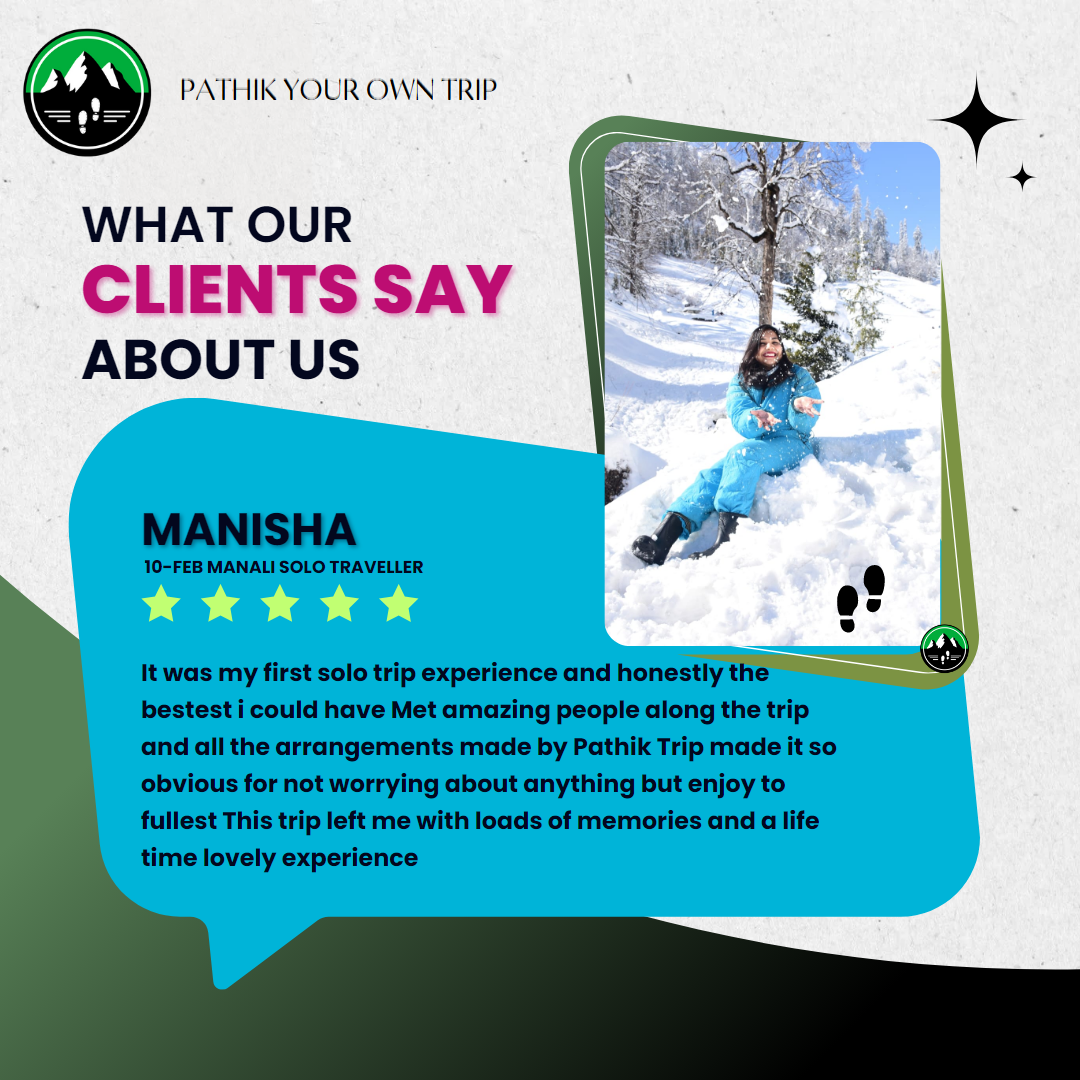 PATHIK YOUR OWN TRIP
WHAT OUR
CLIENTS SAY
ABOUT US
MANISHA
10-FEB MANALI SOLO TRAVELLER
It was my first solo trip experience and honestly the
bestest i could have Met amazing people along the trip
and all the arrangements made by Pathik Trip made it so
obvious for not worrying about anything but enjoy to
fullest This trip left me with loads of memories and a life
time lovely experience